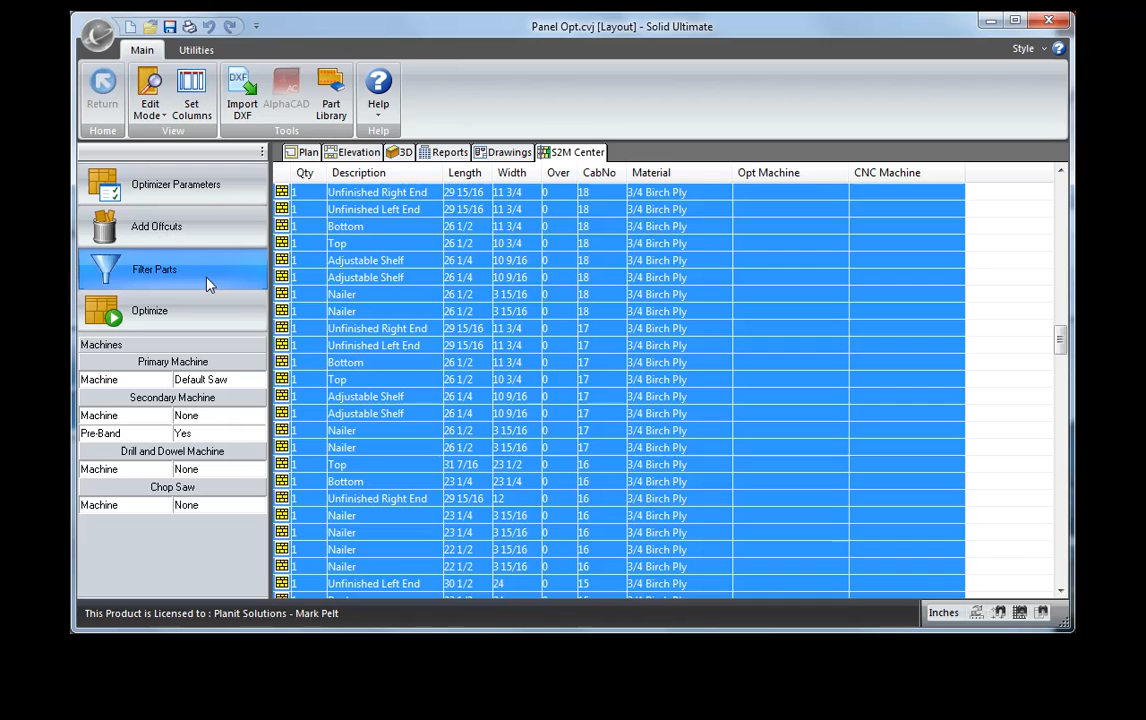 Panel Opt.cvj [Layout] - Solid Ultimate
Main Utilities Style
Return Edit Mode Set Columns Import DXF AlphaCAD Part Library Help
Home View Tools Help
Plan Elevation 3D Reports Drawings S2M Center
Optimizer Parameters
Add Offcuts
Filter Parts
Optimize
Machines
Primary Machine
Machine Default Saw
Secondary Machine
Machine None
Pre-Band Yes
Drill and Dowel Machine
Machine None
Chop Saw
Machine None
Qty Description Length Width Over CabNo Material Opt Machine CNC Machine
1 Unfinished Right End 29 15/16 11 3/4 0 18 3/4 Birch Ply
1 Unfinished Left End 29 15/16 11 3/4 0 18 3/4 Birch Ply
1 Bottom 26 1/2 11 3/4 0 18 3/4 Birch Ply
1 Top 26 1/2 10 3/4 0 18 3/4 Birch Ply
1 Adjustable Shelf 26 1/4 10 9/16 0 18 3/4 Birch Ply
1 Adjustable Shelf 26 1/4 10 9/16 0 18 3/4 Birch Ply
1 Nailer 26 1/2 3 15/16 0 18 3/4 Birch Ply
1 Nailer 26 1/2 3 15/16 0 18 3/4 Birch Ply
1 Unfinished Right End 29 15/16 11 3/4 0 17 3/4 Birch Ply
1 Unfinished Left End 29 15/16 11 3/4 0 17 3/4 Birch Ply
1 Bottom 26 1/2 11 3/4 0 17 3/4 Birch Ply
1 Top 26 1/2 10 3/4 0 17 3/4 Birch Ply
1 Adjustable Shelf 26 1/4 10 9/16 0 17 3/4 Birch Ply
1 Adjustable Shelf 26 1/4 10 9/16 0 17 3/4 Birch Ply
1 Nailer 26 1/2 3 15/16 0 17 3/4 Birch Ply
1 Nailer 26 1/2 3 15/16 0 17 3/4 Birch Ply
1 Top 31 7/16 23 1/2 0 16 3/4 Birch Ply
1 Bottom 23 1/4 23 1/4 0 16 3/4 Birch Ply
1 Unfinished Right End 29 15/16 12 0 16 3/4 Birch Ply
1 Nailer 23 1/4 3 15/16 0 16 3/4 Birch Ply
1 Nailer 23 1/4 3 15/16 0 16 3/4 Birch Ply
1 Nailer 22 1/2 3 15/16 0 16 3/4 Birch Ply
1 Nailer 22 1/2 3 15/16 0 16 3/4 Birch Ply
1 Unfinished Left End 30 1/2 24 0 15 3/4 Birch Ply
This Product is Licensed to : Planit Solutions - Mark Pelt Inches